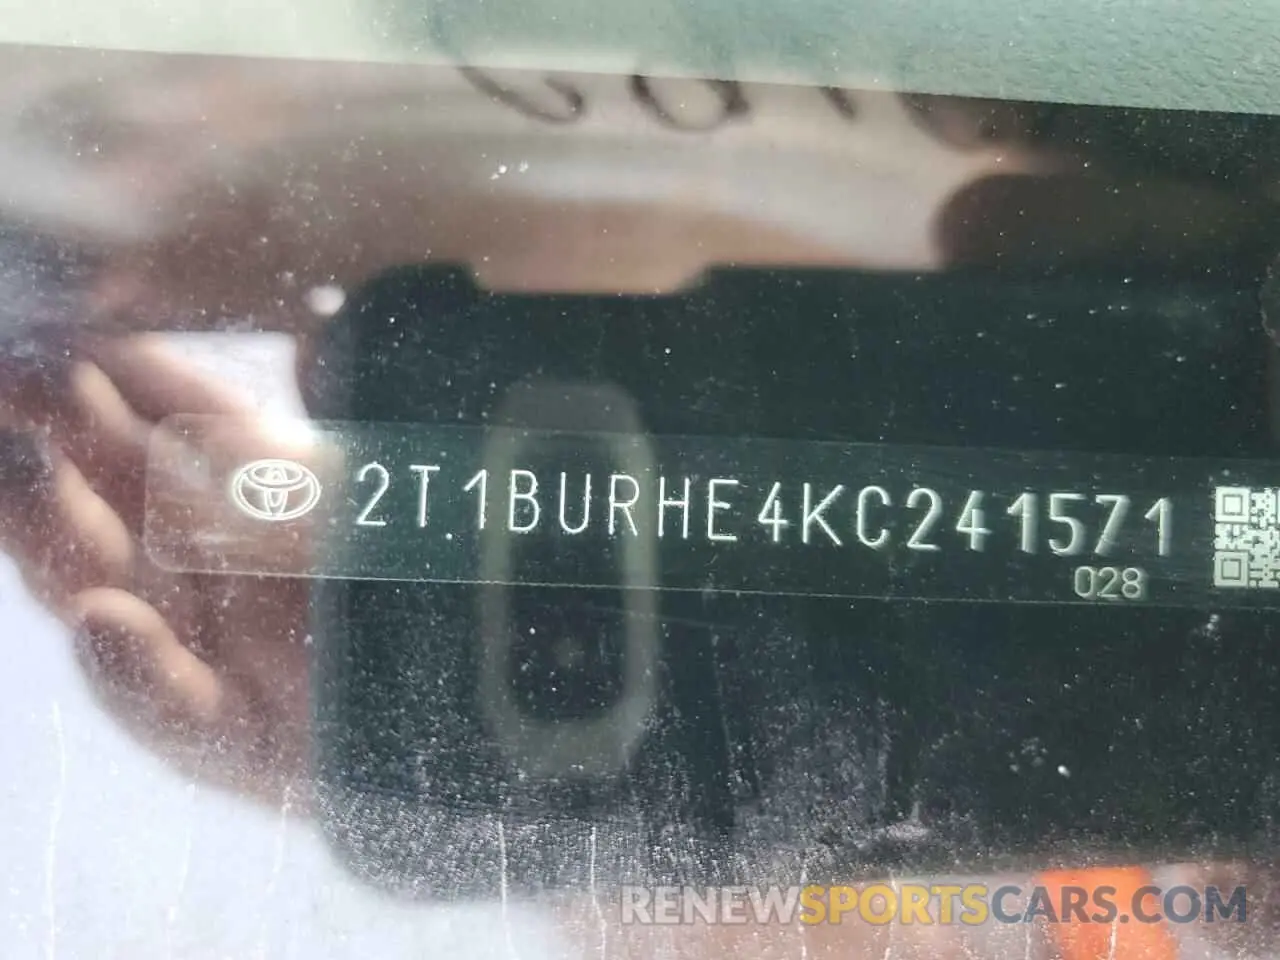 2T1BURHE4KC241571
028
RENEWSPORTSCARS.COM